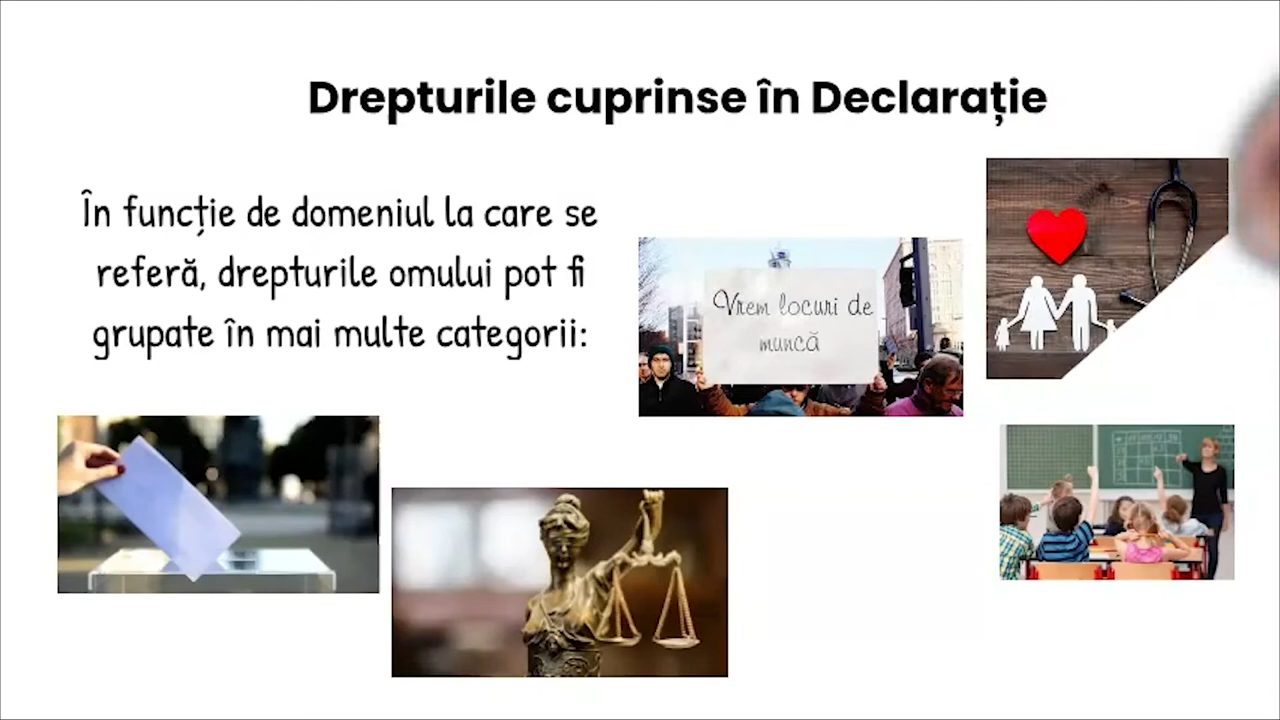 Drepturile cuprinse în Declarație
În funcție de domeniul la care se
referă, drepturile omului pot fi
grupate în mai multe categorii:
Vrem locuri de
muncă